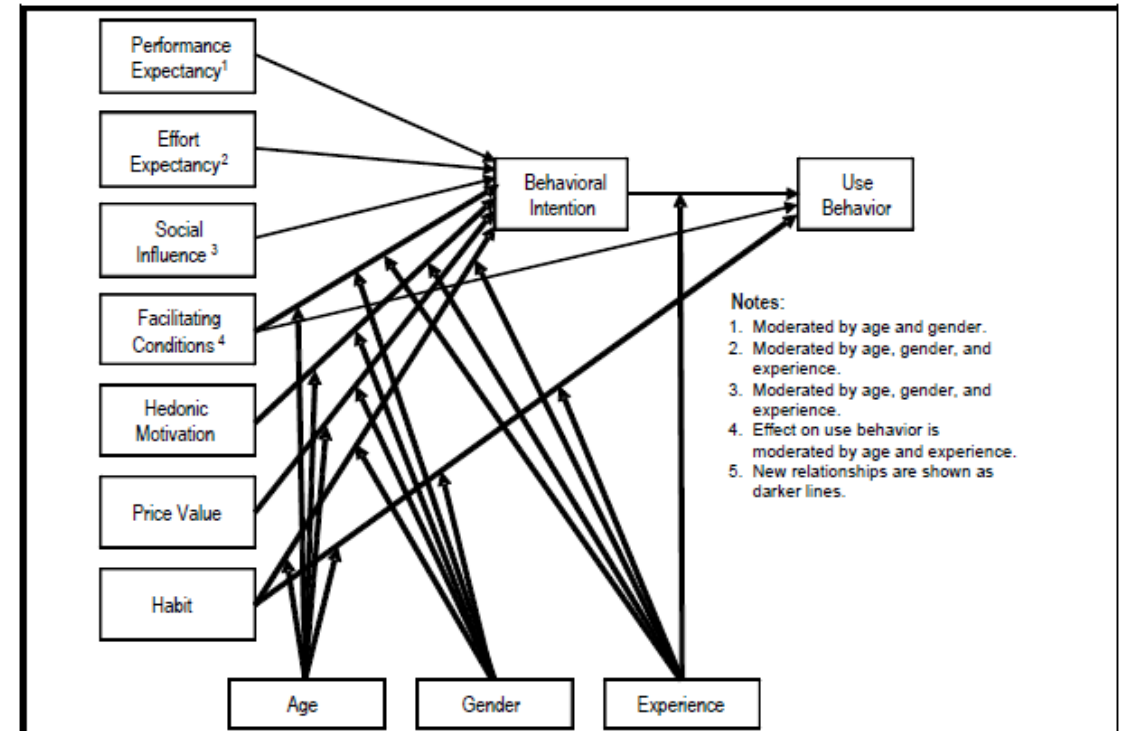 Performance
Expectancy1
Effort
Expectancy2
Social
Influence 3
Facilitating
Conditions 4
Hedonic
Motivation
Price Value
Habit
Behavioral
Intention
Use
Behavior
Notes:
1. Moderated by age and gender.
2. Moderated by age, gender, and
experience.
3. Moderated by age, gender, and
experience.
4. Effect on use behavior is
moderated by age and experience.
5. New relationships are shown as
darker lines.
Age
Gender
Experience